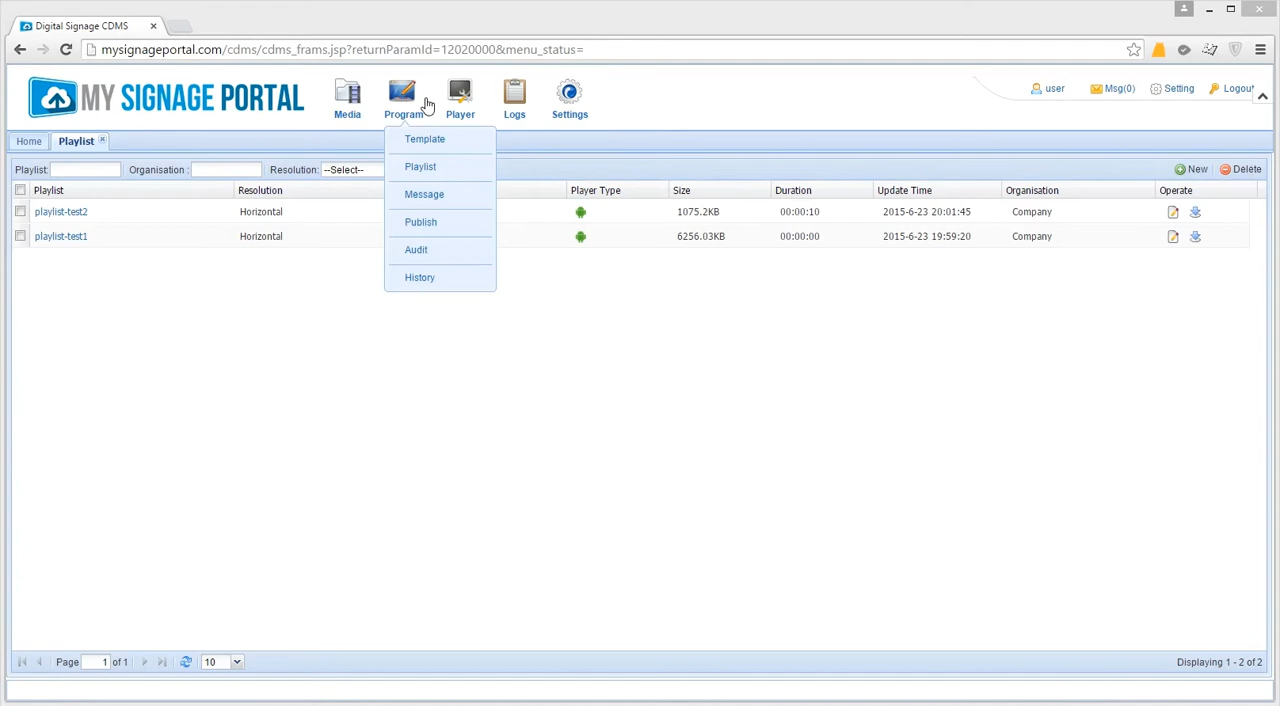 Digital Signage CDMS
mysignageportal.com/cdms/cdms_frams.jsp?returnParamId=12020000&menu_status=
MY SIGNAGE PORTAL
Media
Program
Player
Logs
Settings
user
Msg(0)
Setting
Logout
Home
Playlist
Template
Playlist
Message
Publish
Audit
History
Playlist:
Organisation :
Resolution: --Select--
New
Delete
Playlist Resolution Player Type Size Duration Update Time Organisation Operate
playlist-test2 Horizontal 1075.2KB 00:00:10 2015-6-23 20:01:45 Company
playlist-test1 Horizontal 6256.03KB 00:00:00 2015-6-23 19:59:20 Company
Page 1 of 1 10 Displaying 1 - 2 of 2